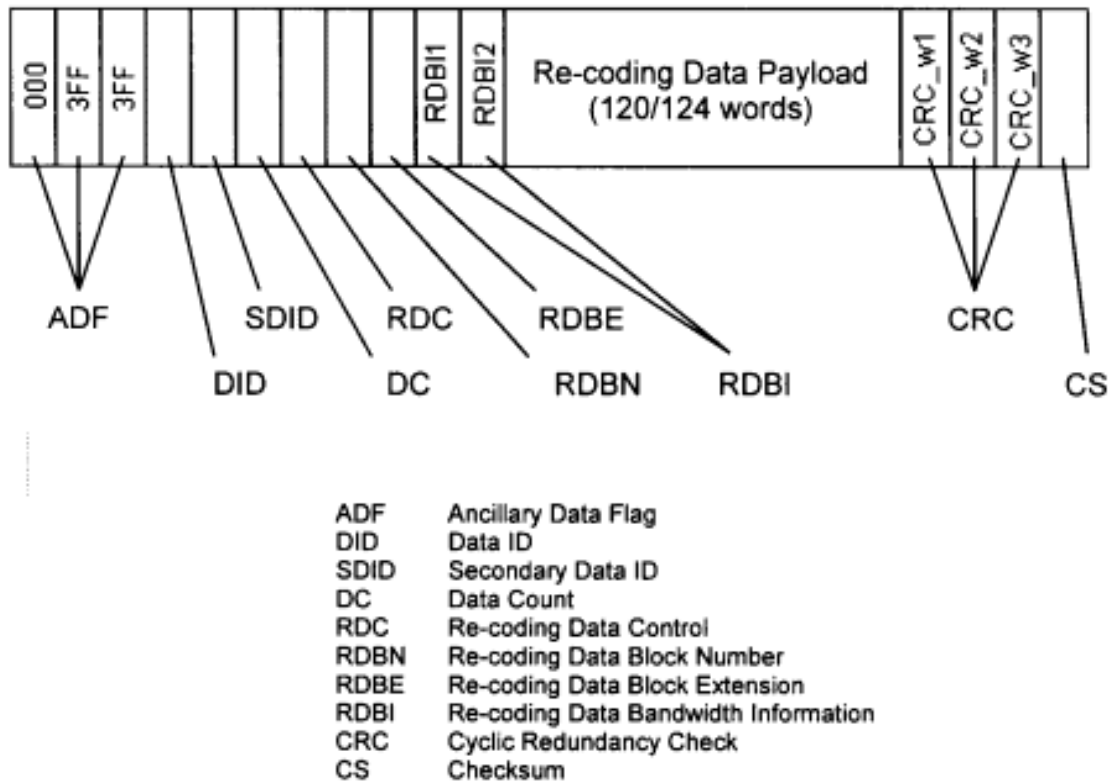 000 3FF 3FF RDBI1 RDBI2 Re-coding Data Payload CRC_w1 CRC_w2 CRC_w3
(120/124 words)
ADF SDID RDC RDBE CRC
DID DC RDBN RDBI CS
ADF Ancillary Data Flag
DID Data ID
SDID Secondary Data ID
DC Data Count
RDC Re-coding Data Control
RDBN Re-coding Data Block Number
RDBE Re-coding Data Block Extension
RDBI Re-coding Data Bandwidth Information
CRC Cyclic Redundancy Check
CS Checksum